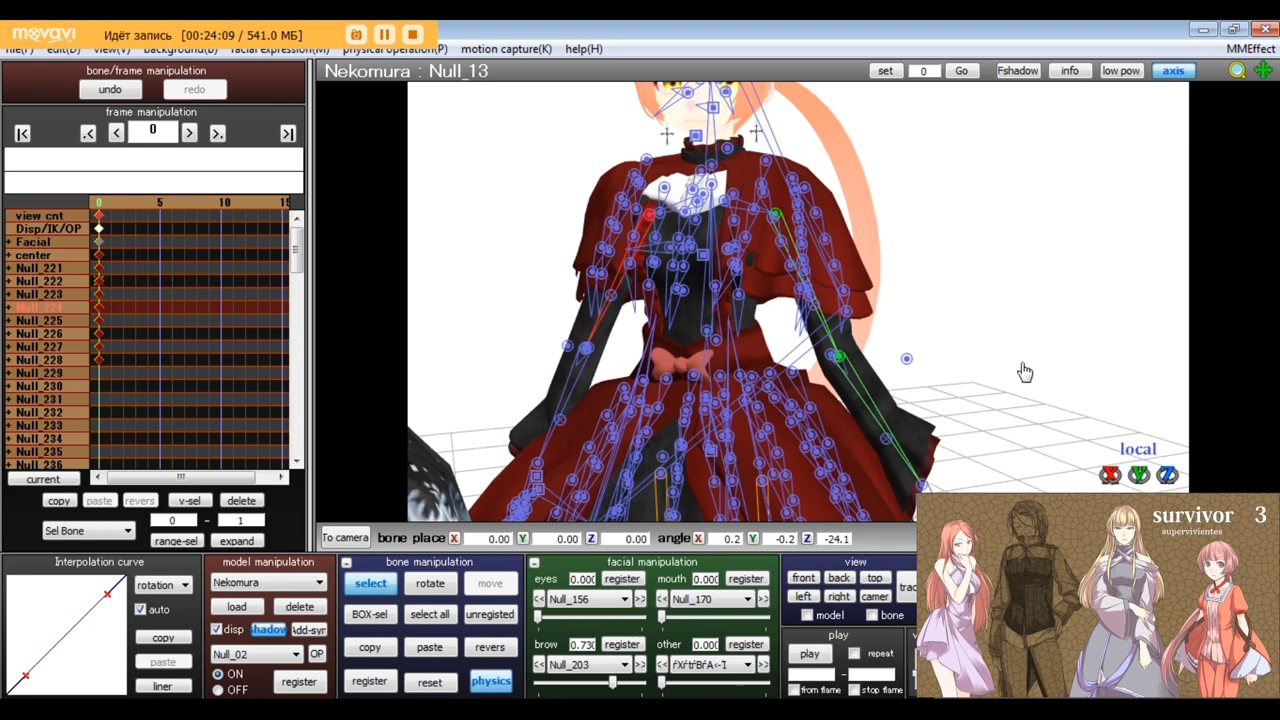 movavi
Идёт запись [00:24:09 / 541.0 МБ]
file(F) edit(D) view(V) background(B) facial expression(M) physical operation(P) motion capture(K) help(H) MMEffect
bone/frame manipulation
undo redo
frame manipulation
|< .< < 0 > >. >|
Nekomura : Null_13
set 0 Go Fshadow info low pow axis
0 5 10 15
view cnt
Disp/IK/OP
+ Facial
+ center
+ Null_221
+ Null_222
+ Null_223
+ Null_224
+ Null_225
+ Null_226
+ Null_227
+ Null_228
+ Null_229
+ Null_230
+ Null_231
+ Null_232
+ Null_233
+ Null_234
+ Null_235
+ Null_236
current
copy paste revers v-sel delete
Sel Bone 0 - 1
range-sel expand
local
X Y Z
To camera bone place X 0.00 Y 0.00 Z 0.00 angle X 0.2 Y -0.2 Z -24.1
survivor 3
supervivientes
Interpolation curve
rotation
auto
copy
paste
liner
model manipulation
Nekomura
load delete
disp shadow Add-syn
Null_02 OP
ON
OFF
register
bone manipulation
select rotate move
BOX-sel select all unregisted
copy paste revers
register reset physics
facial manipulation
eyes 0.000 register mouth 0.000 register
<< Null_156 >> << Null_170 >>
brow 0.730 register other 0.000 register
<< Null_203 >> <<
view
front back top
left right camer
model bone
play
play repeat
-
from flame stop flame